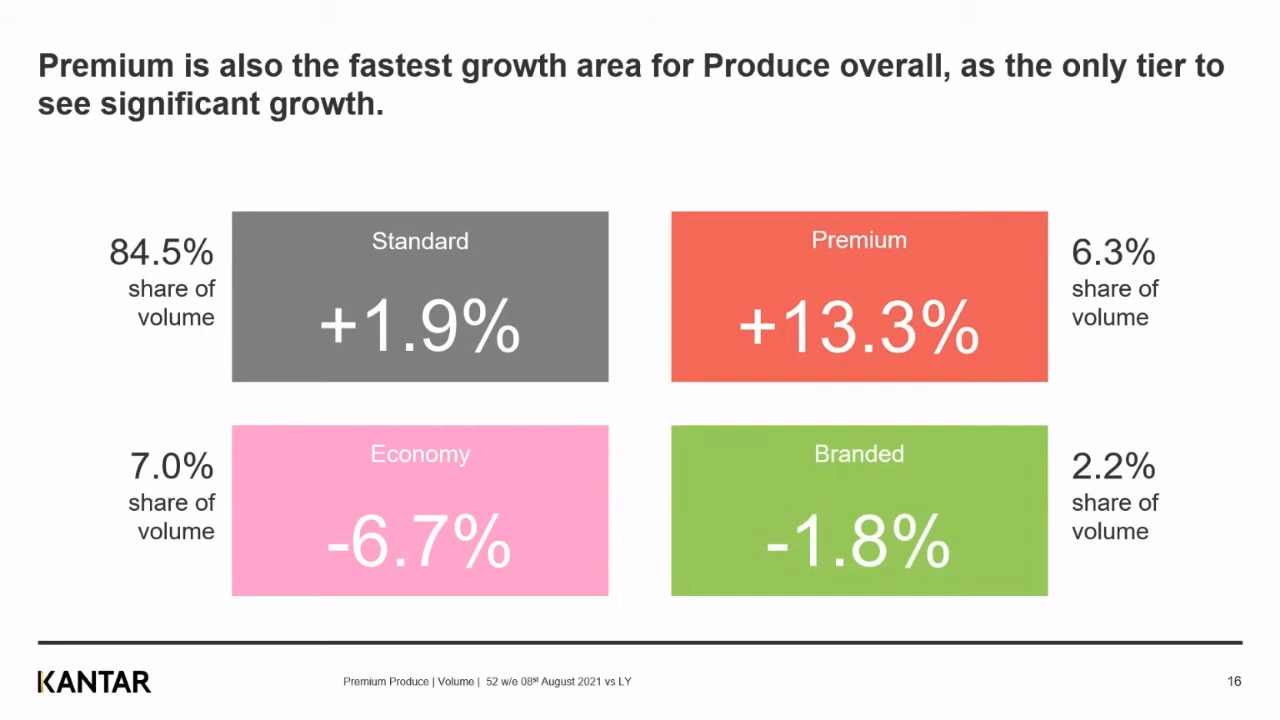 Premium is also the fastest growth area for Produce overall, as the only tier to
see significant growth.
84.5%
share of
volume
Standard
+1.9%
Premium
+13.3%
6.3%
share of
volume
7.0%
share of
volume
Economy
-6.7%
Branded
-1.8%
2.2%
share of
volume
KANTAR
Premium Produce | Volume | 52 w/e 08st August 2021 vs LY
16